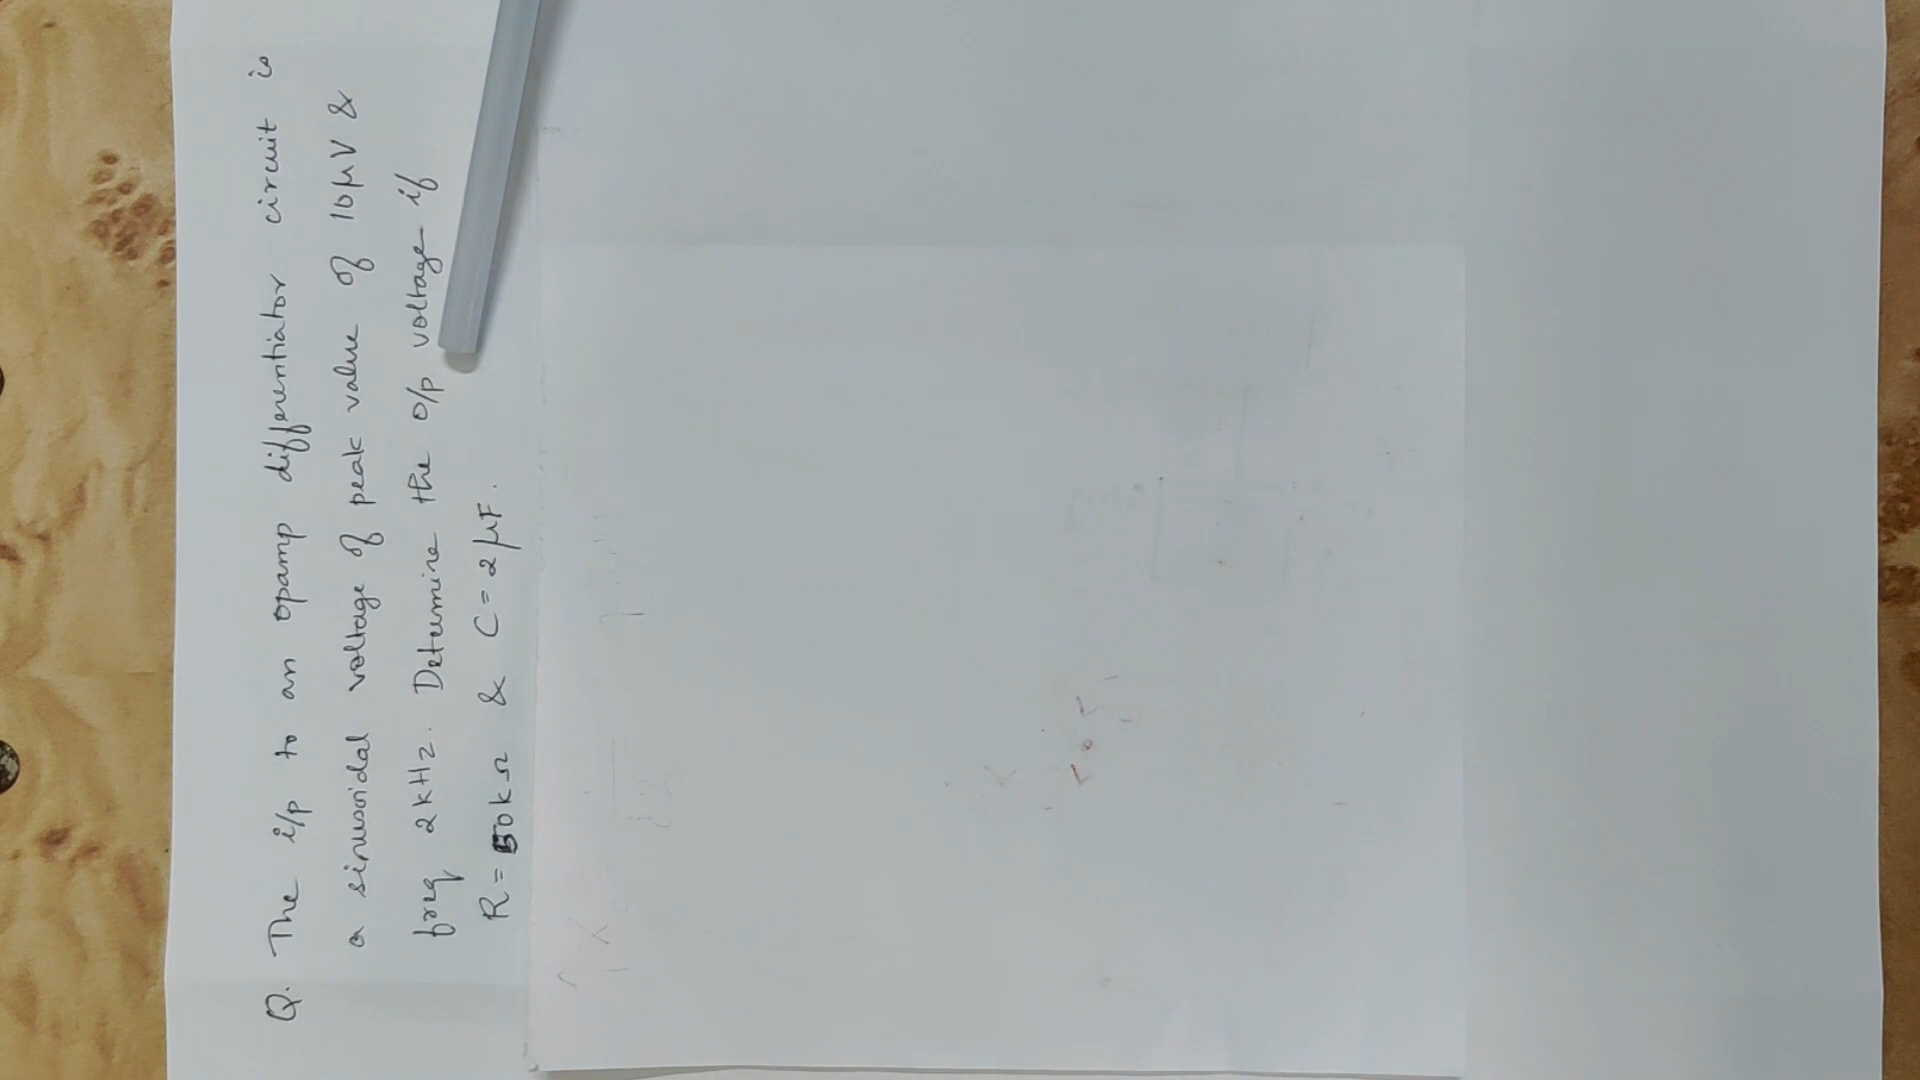 Q. The i/p to an opamp differentiator circuit is
a sinusoidal voltage of peak value of 10μV &
freq 2kHz. Determine the o/p voltage if
R = 50kΩ & C = 2μF.